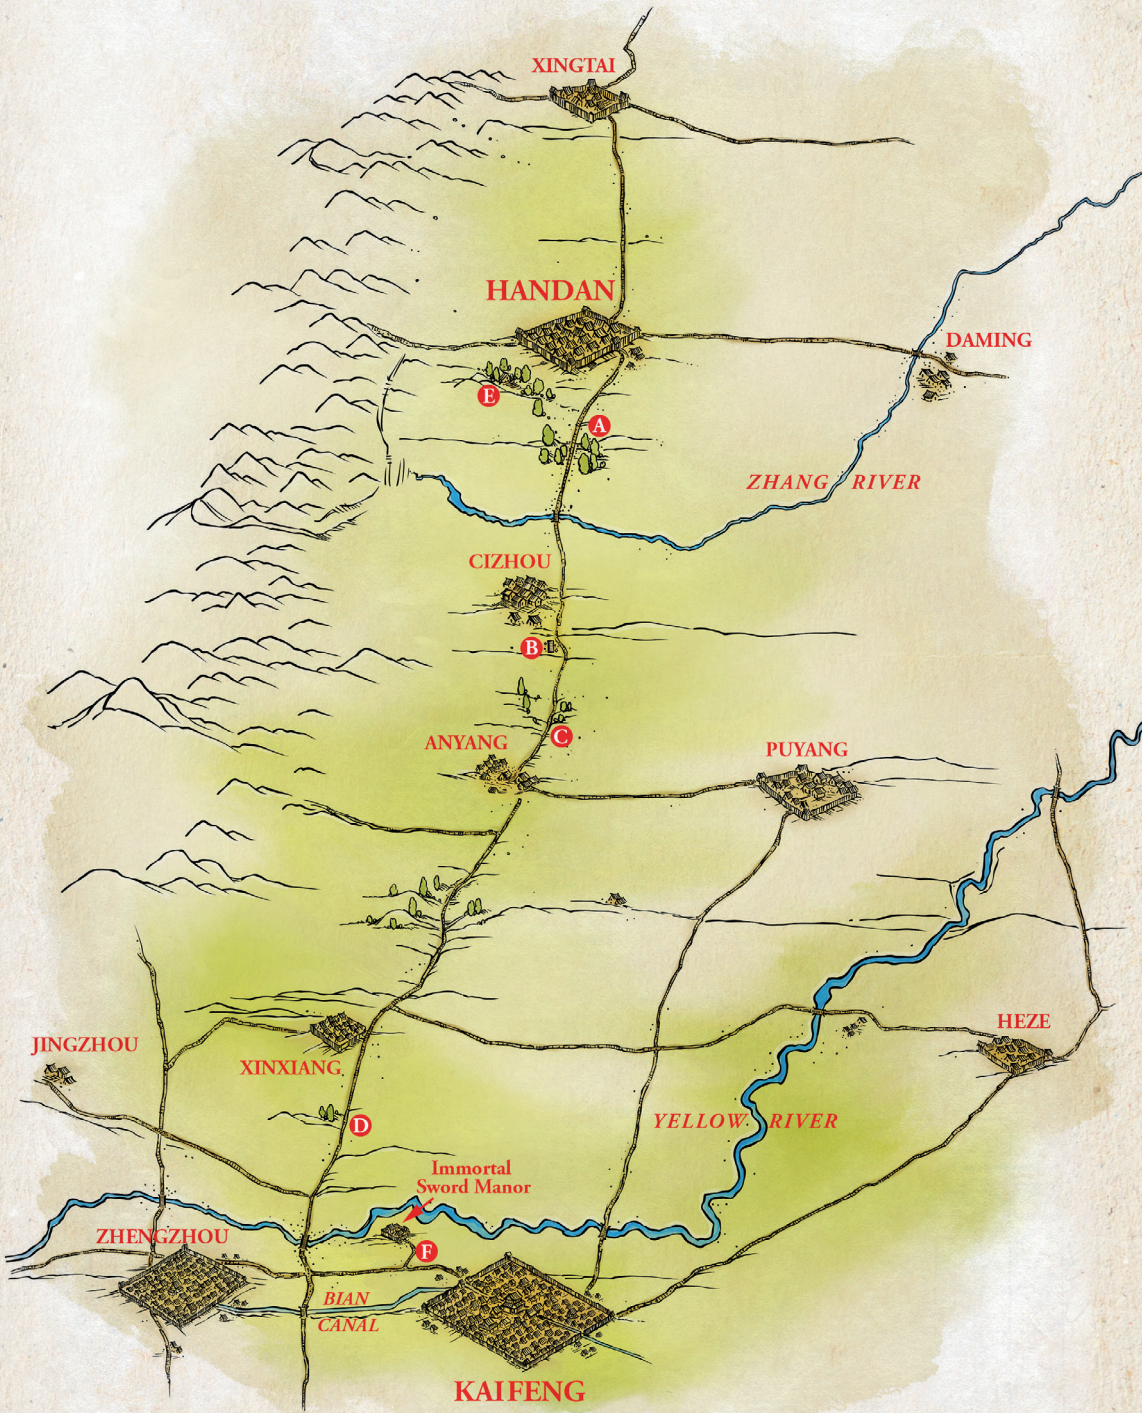 XINGTAI
HANDAN
DAMING
E
A
ZHANG RIVER
CIZHOU
B
C
ANYANG
PUYANG
HEZE
JINGZHOU
XINXIANG
D
YELLOW RIVER
Immortal
Sword Manor
ZHENGZHOU
F
BIAN
CANAL
KAIFENG